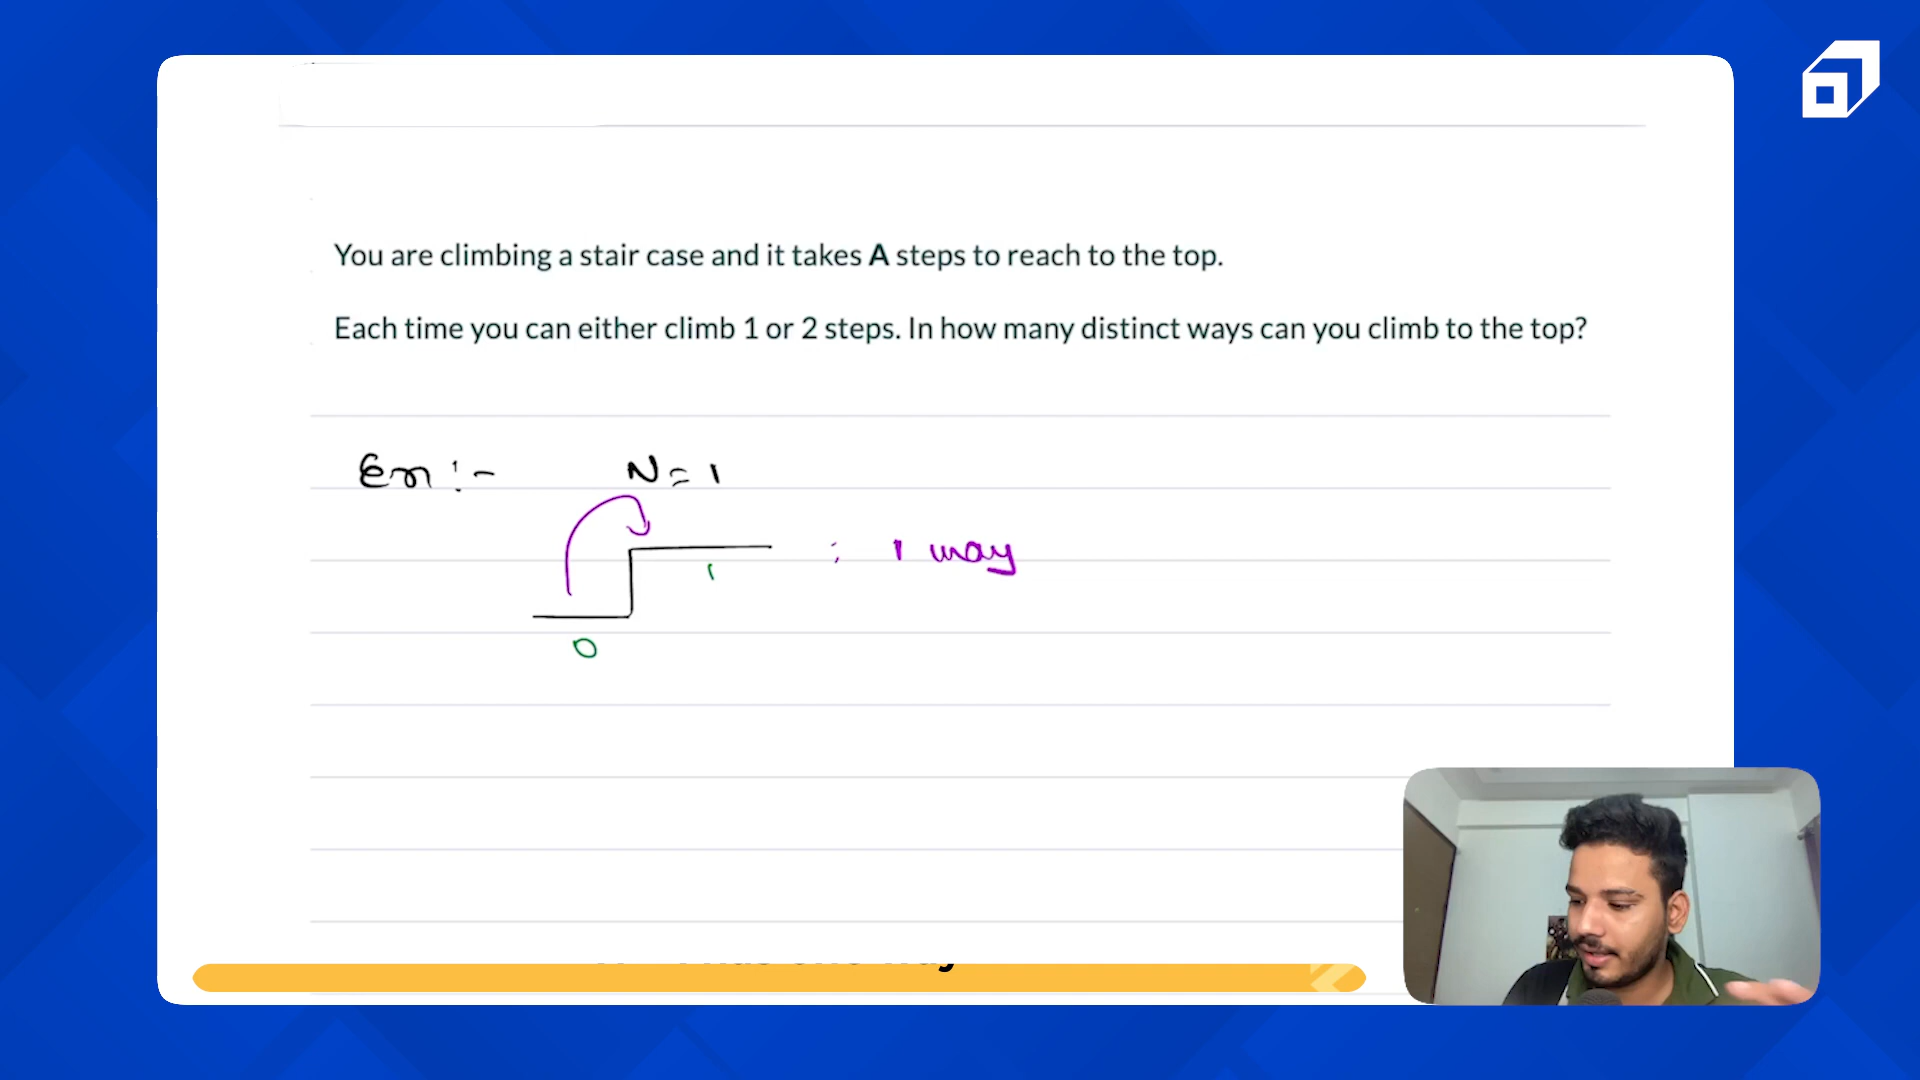 You are climbing a stair case and it takes A steps to reach to the top.
Each time you can either climb 1 or 2 steps. In how many distinct ways can you climb to the top?
Ex :- N = 1
1 : 1 way
0